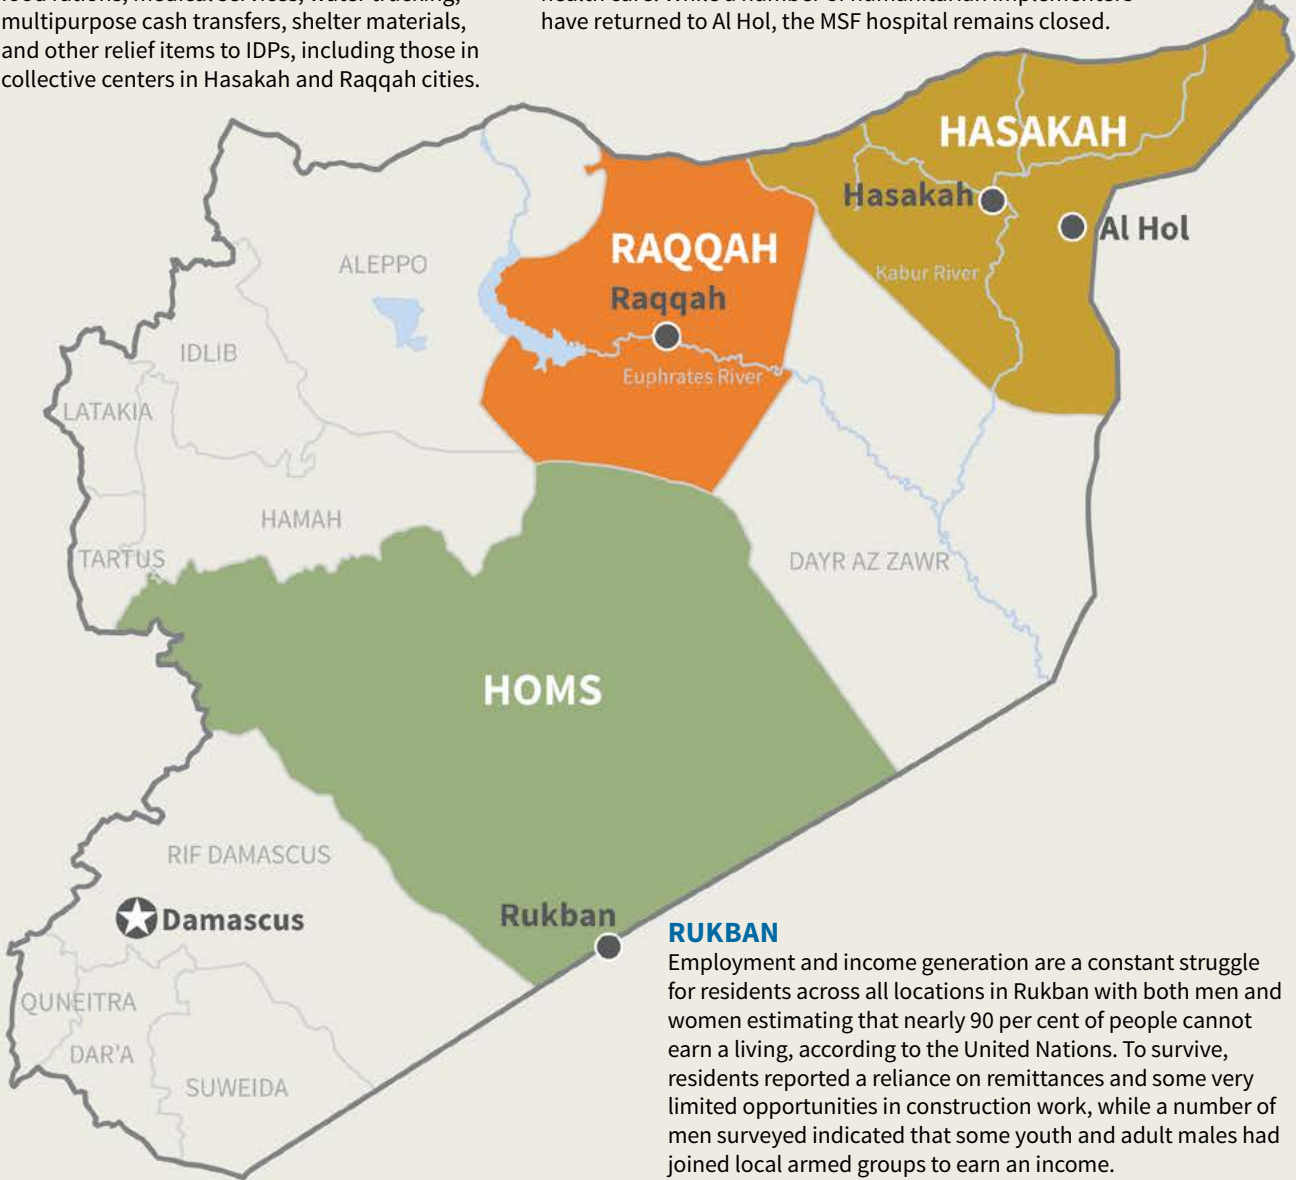 multipurpose cash transfers, shelter materials,
and other relief items to IDPs, including those in
collective centers in Hasakah and Raqqah cities.
have returned to Al Hol, the MSF hospital remains closed.
HASAKAH
Hasakah
Al Hol
Kabur River
RAQQAH
Raqqah
Euphrates River
ALEPPO
IDLIB
LATAKIA
HAMAH
TARTUS
DAYR AZ ZAWR
HOMS
RIF DAMASCUS
Damascus
Rukban
QUNEITRA
DAR'A
SUWEIDA
RUKBAN
Employment and income generation are a constant struggle
for residents across all locations in Rukban with both men and
women estimating that nearly 90 per cent of people cannot
earn a living, according to the United Nations. To survive,
residents reported a reliance on remittances and some very
limited opportunities in construction work, while a number of
men surveyed indicated that some youth and adult males had
joined local armed groups to earn an income.